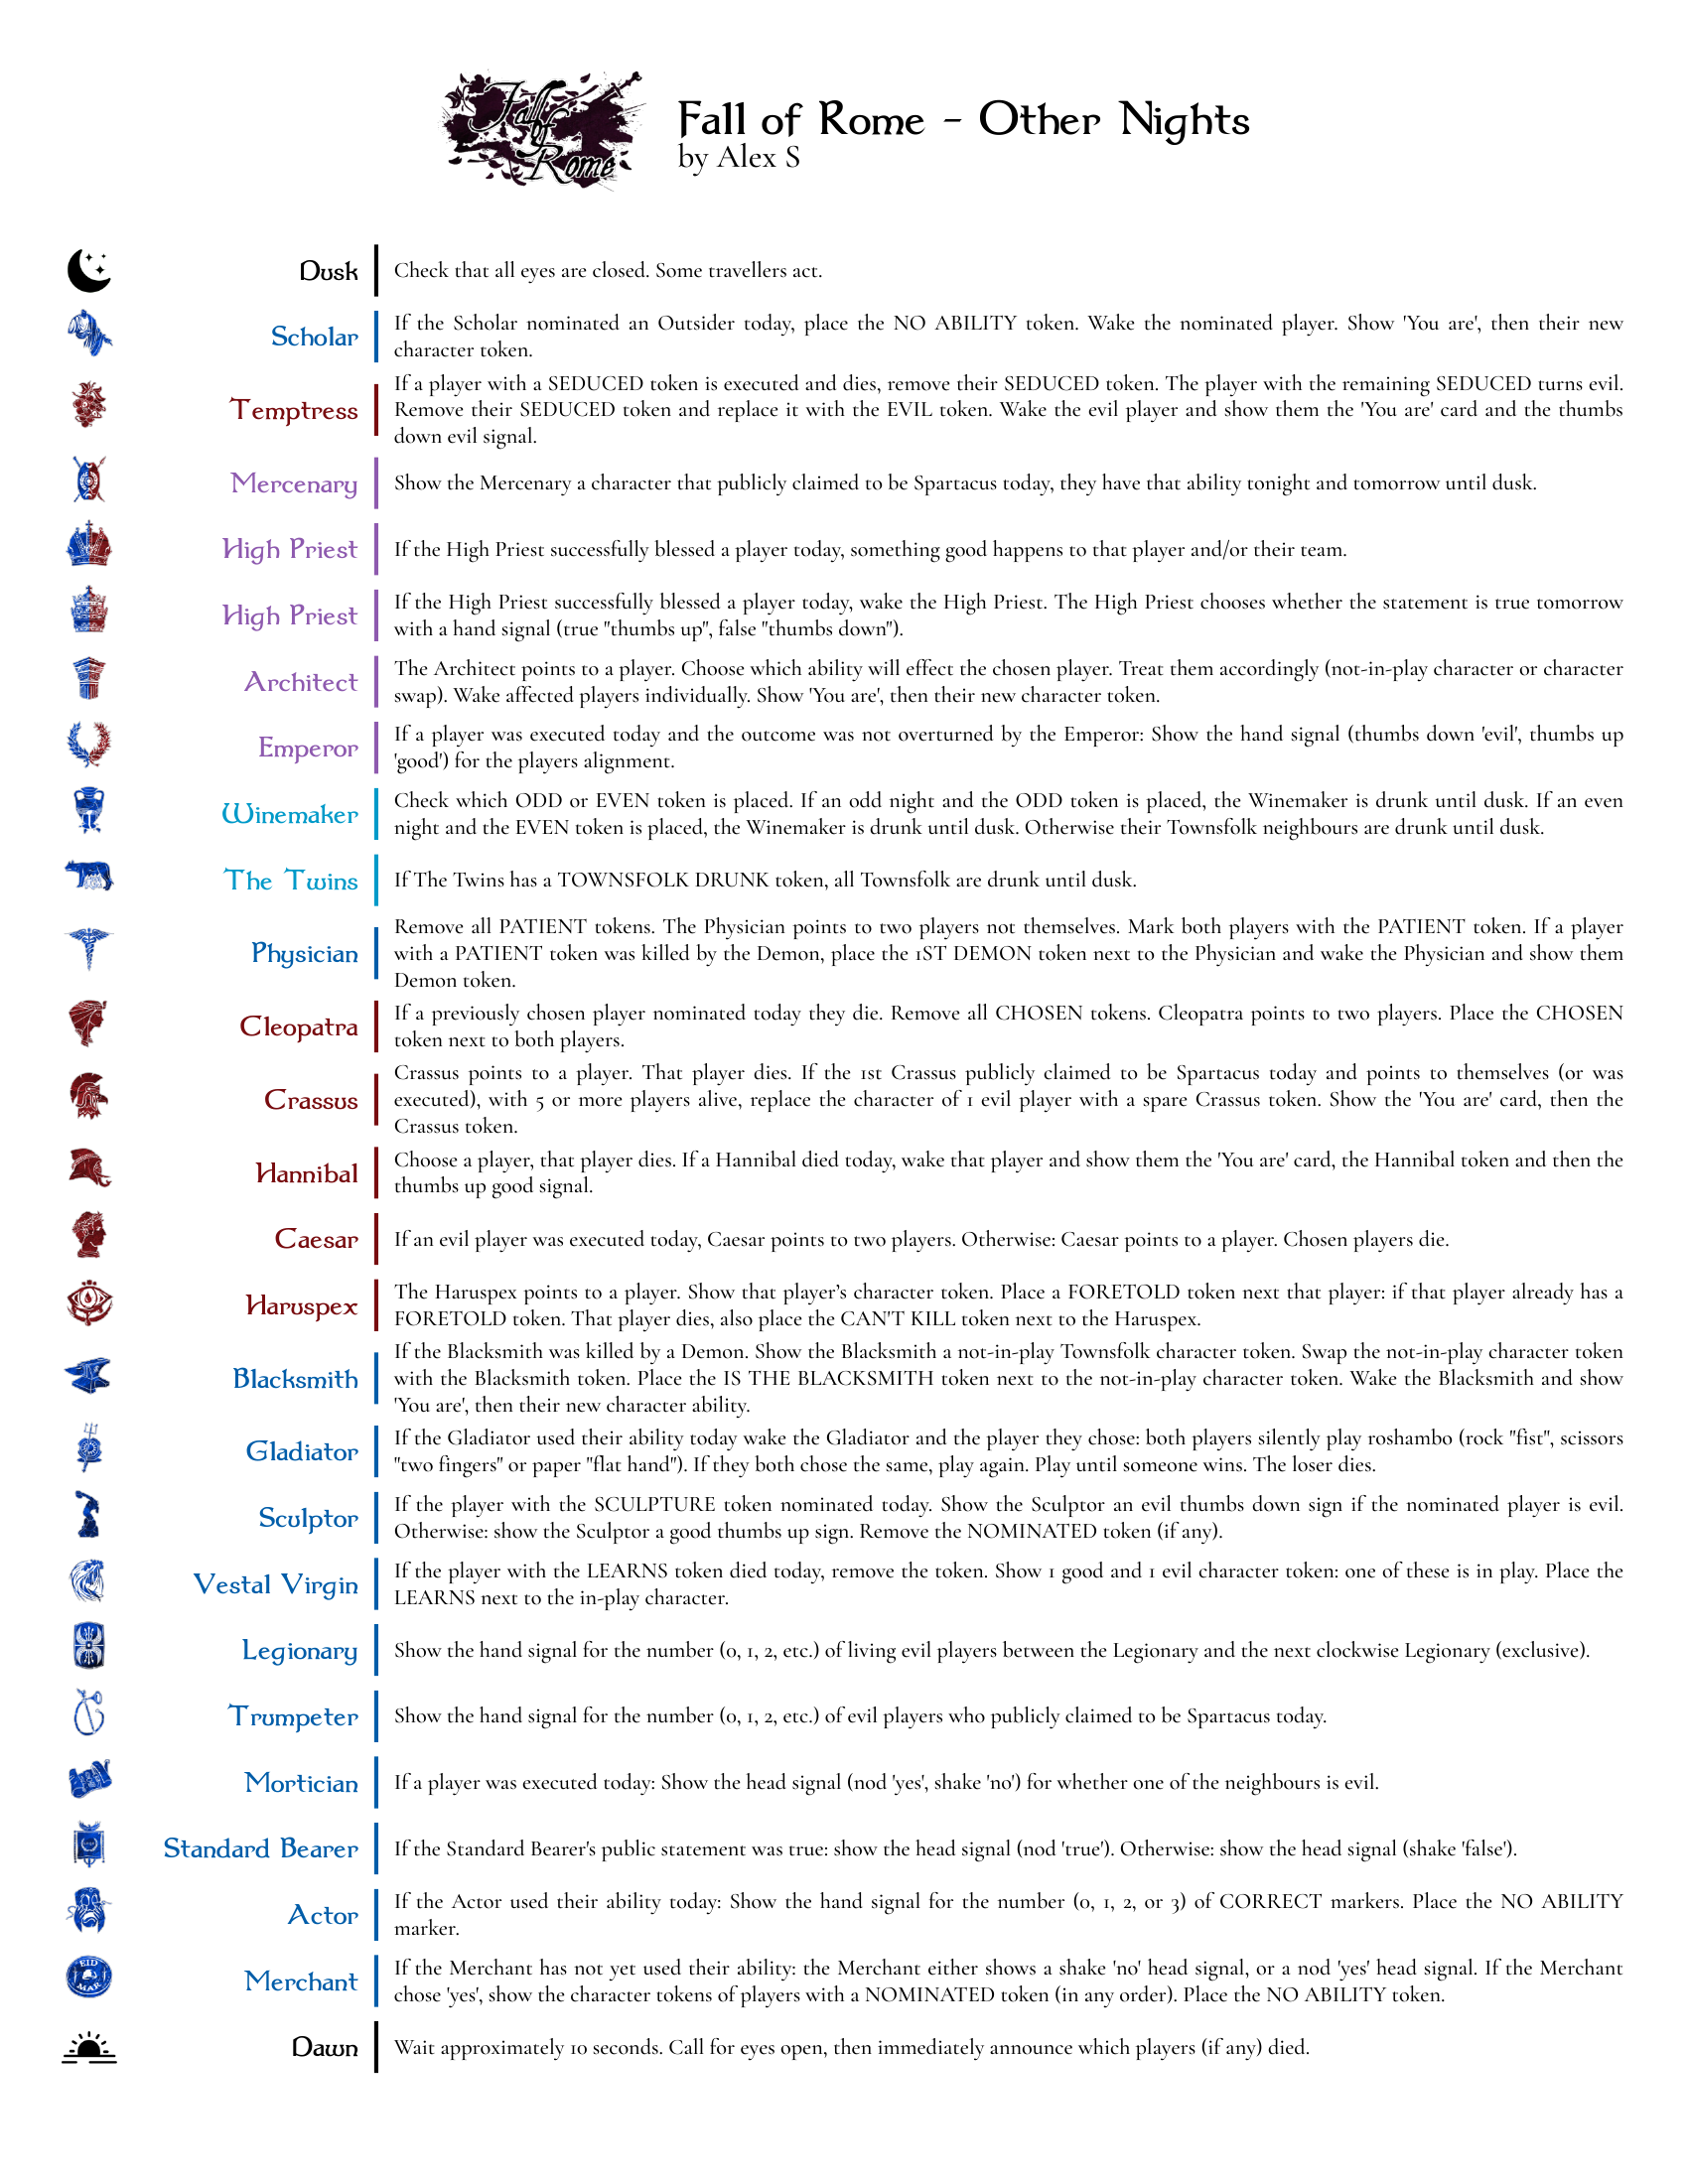 Fall of Rome
Fall of Rome - Other Nights
by Alex S
Dusk
Check that all eyes are closed. Some travellers act.
Scholar
If the Scholar nominated an Outsider today, place the NO ABILITY token. Wake the nominated player. Show 'You are', then their new
character token.
Temptress
If a player with a SEDUCED token is executed and dies, remove their SEDUCED token. The player with the remaining SEDUCED turns evil.
Remove their SEDUCED token and replace it with the EVIL token. Wake the evil player and show them the 'You are' card and the thumbs
down evil signal.
Mercenary
Show the Mercenary a character that publicly claimed to be Spartacus today, they have that ability tonight and tomorrow until dusk.
High Priest
If the High Priest successfully blessed a player today, something good happens to that player and/or their team.
High Priest
If the High Priest successfully blessed a player today, wake the High Priest. The High Priest chooses whether the statement is true tomorrow
with a hand signal (true "thumbs up", false "thumbs down").
Architect
The Architect points to a player. Choose which ability will effect the chosen player. Treat them accordingly (not-in-play character or character
swap). Wake affected players individually. Show 'You are', then their new character token.
Emperor
If a player was executed today and the outcome was not overturned by the Emperor: Show the hand signal (thumbs down 'evil', thumbs up
'good') for the players alignment.
Winemaker
Check which ODD or EVEN token is placed. If an odd night and the ODD token is placed, the Winemaker is drunk until dusk. If an even
night and the EVEN token is placed, the Winemaker is drunk until dusk. Otherwise their Townsfolk neighbours are drunk until dusk.
The Twins
If The Twins has a TOWNSFOLK DRUNK token, all Townsfolk are drunk until dusk.
Physician
Remove all PATIENT tokens. The Physician points to two players not themselves. Mark both players with the PATIENT token. If a player
with a PATIENT token was killed by the Demon, place the 1ST DEMON token next to the Physician and wake the Physician and show them
Demon token.
Cleopatra
If a previously chosen player nominated today they die. Remove all CHOSEN tokens. Cleopatra points to two players. Place the CHOSEN
token next to both players.
Crassus
Crassus points to a player. That player dies. If the 1st Crassus publicly claimed to be Spartacus today and points to themselves (or was
executed), with 5 or more players alive, replace the character of 1 evil player with a spare Crassus token. Show the 'You are' card, then the
Crassus token.
Hannibal
Choose a player, that player dies. If a Hannibal died today, wake that player and show them the 'You are' card, the Hannibal token and then the
thumbs up good signal.
Caesar
If an evil player was executed today, Caesar points to two players. Otherwise: Caesar points to a player. Chosen players die.
Haruspex
The Haruspex points to a player. Show that player's character token. Place a FORETOLD token next that player: if that player already has a
FORETOLD token. That player dies, also place the CAN'T KILL token next to the Haruspex.
Blacksmith
If the Blacksmith was killed by a Demon. Show the Blacksmith a not-in-play Townsfolk character token. Swap the not-in-play character token
with the Blacksmith token. Place the IS THE BLACKSMITH token next to the not-in-play character token. Wake the Blacksmith and show
'You are', then their new character ability.
Gladiator
If the Gladiator used their ability today wake the Gladiator and the player they chose: both players silently play roshambo (rock "fist", scissors
"two fingers" or paper "flat hand"). If they both chose the same, play again. Play until someone wins. The loser dies.
Sculptor
If the player with the SCULPTURE token nominated today. Show the Sculptor an evil thumbs down sign if the nominated player is evil.
Otherwise: show the Sculptor a good thumbs up sign. Remove the NOMINATED token (if any).
Vestal Virgin
If the player with the LEARNS token died today, remove the token. Show 1 good and 1 evil character token: one of these is in play. Place the
LEARNS next to the in-play character.
Legionary
Show the hand signal for the number (0, 1, 2, etc.) of living evil players between the Legionary and the next clockwise Legionary (exclusive).
Trumpeter
Show the hand signal for the number (0, 1, 2, etc.) of evil players who publicly claimed to be Spartacus today.
Mortician
If a player was executed today: Show the head signal (nod 'yes', shake 'no') for whether one of the neighbours is evil.
Standard Bearer
If the Standard Bearer's public statement was true: show the head signal (nod 'true'). Otherwise: show the head signal (shake 'false').
Actor
If the Actor used their ability today: Show the hand signal for the number (0, 1, 2, or 3) of CORRECT markers. Place the NO ABILITY
marker.
EID
MAR
Merchant
If the Merchant has not yet used their ability: the Merchant either shows a shake 'no' head signal, or a nod 'yes' head signal. If the Merchant
chose 'yes', show the character tokens of players with a NOMINATED token (in any order). Place the NO ABILITY token.
Dawn
Wait approximately 10 seconds. Call for eyes open, then immediately announce which players (if any) died.